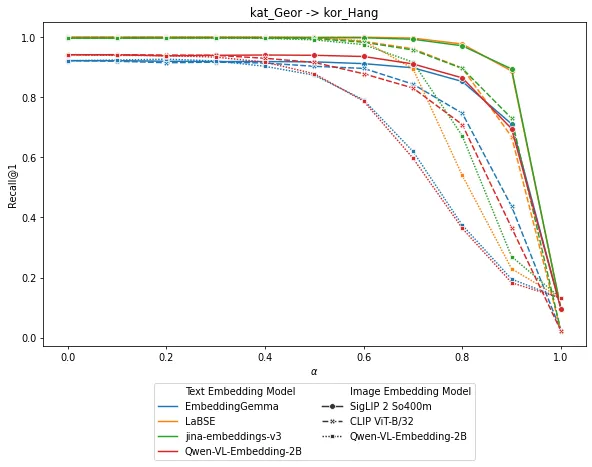 kat_Geor -> kor_Hang
Recall@1
1.0
0.8
0.6
0.4
0.2
0.0
0.0 0.2 0.4 0.6 0.8 1.0
α
Text Embedding Model
EmbeddingGemma
LaBSE
jina-embeddings-v3
Qwen-VL-Embedding-2B
Image Embedding Model
SigLIP 2 So400m
CLIP ViT-B/32
Qwen-VL-Embedding-2B